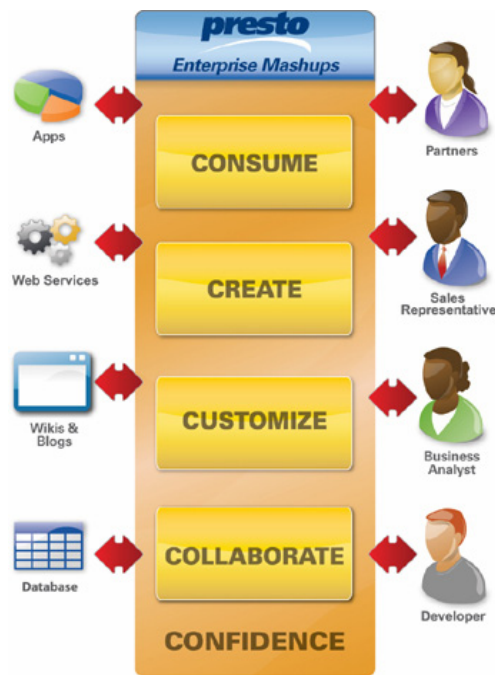 presto
Enterprise Mashups
Apps
Partners
CONSUME
Web Services
Sales
Representative
CREATE
Wikis &
Blogs
Business
Analyst
CUSTOMIZE
Database
Developer
COLLABORATE
CONFIDENCE